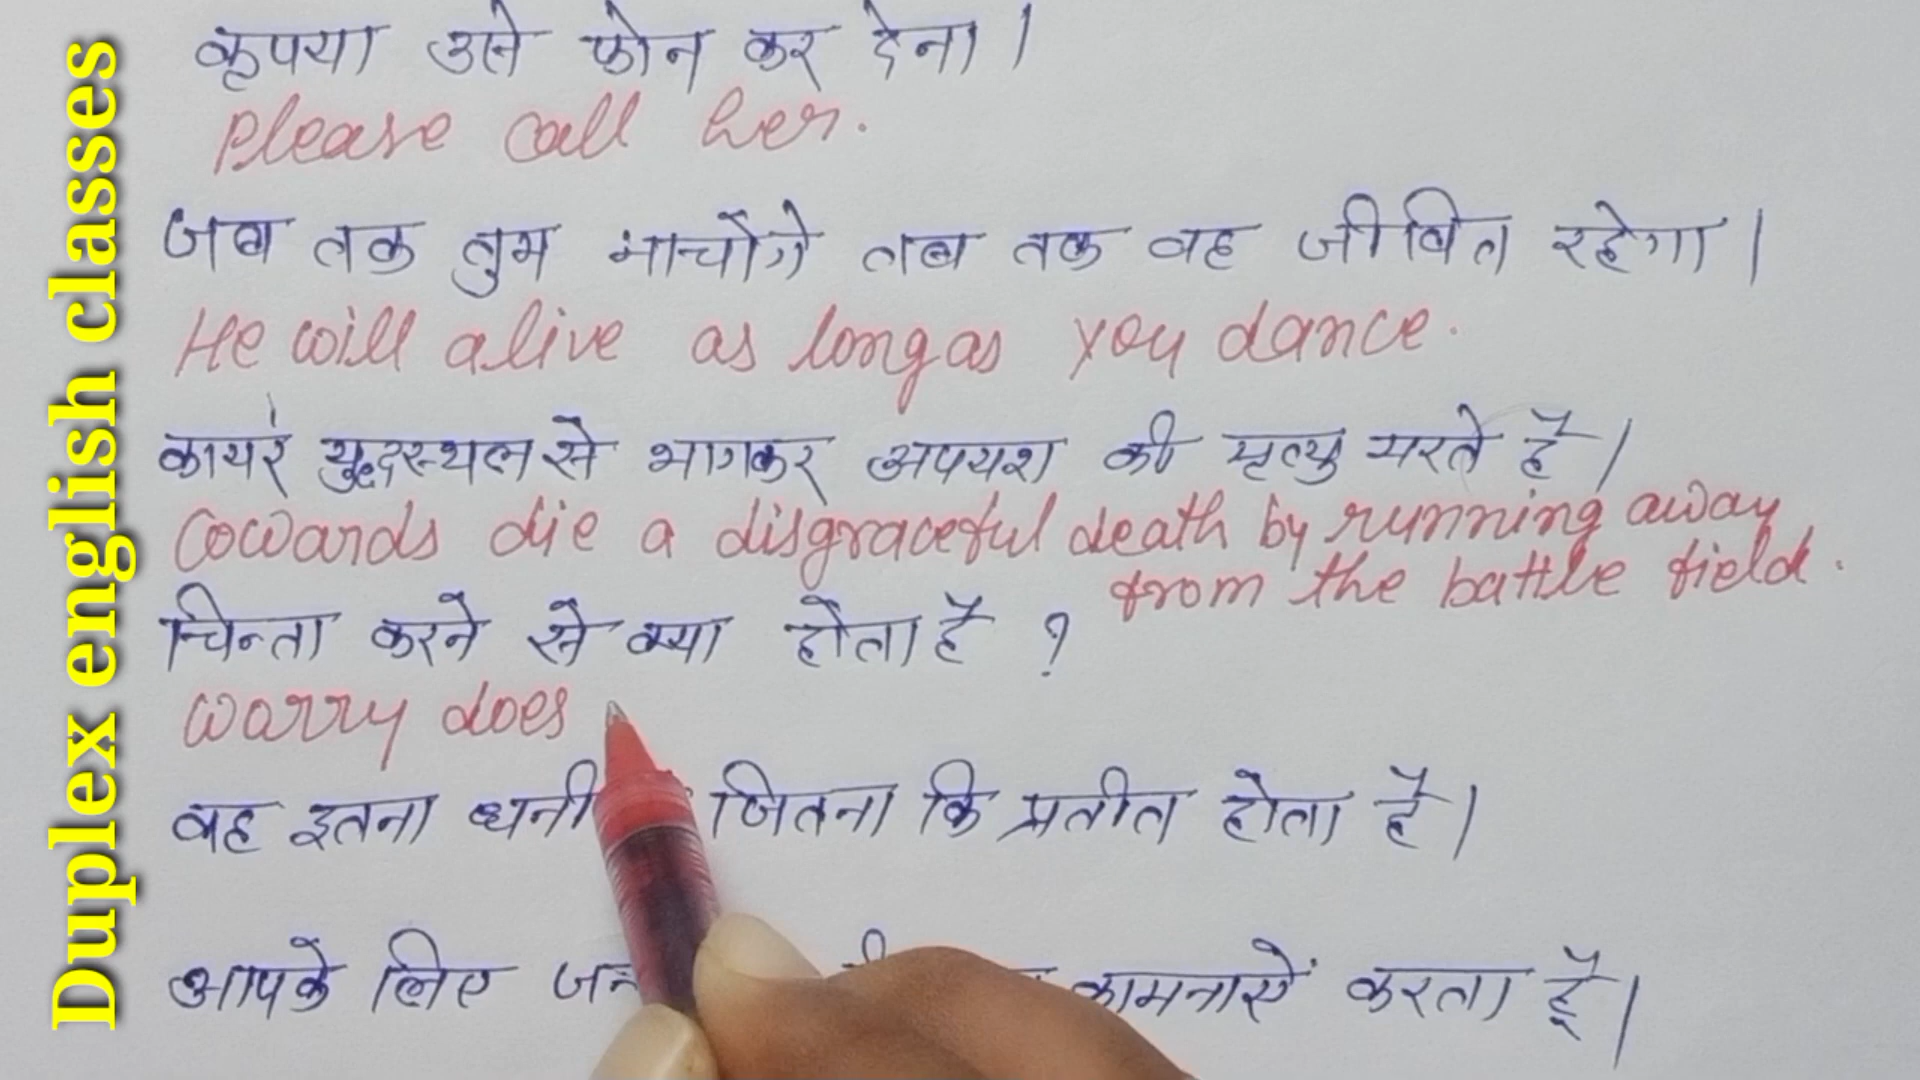 Duplex english classes
कृपया उसे फोन कर देना।
Please call her.
जब तक तुम नाचोगे तब तक वह जीवित रहेगा।
He will alive as long as you dance.
कायर युद्धस्थल से भागकर अपयश की मृत्यु मरते है।
Cowards die a disgraceful death by running away
from the battle field.
चिन्ता करने से क्या होता है ?
Worry does
वह इतना धनी जितना कि प्रतीत होता है।
आपके लिए करता हूँ।